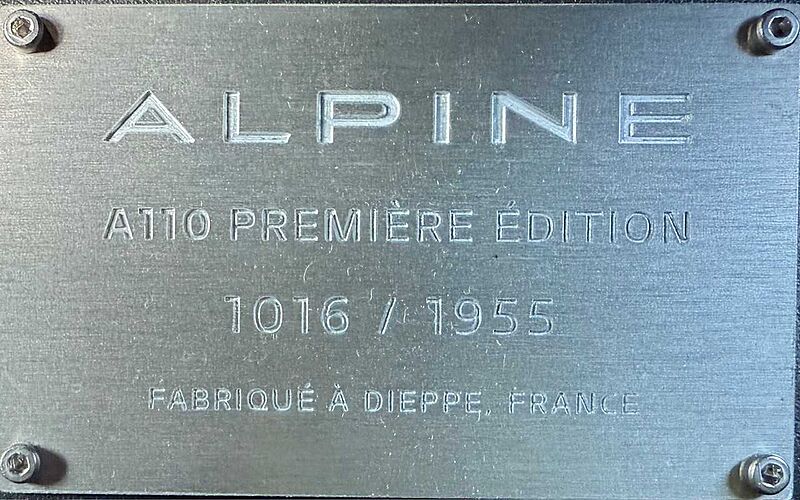 ALPINE
A110 PREMIÈRE ÉDITION
1016 / 1955
FABRIQUÉ À DIEPPE, FRANCE